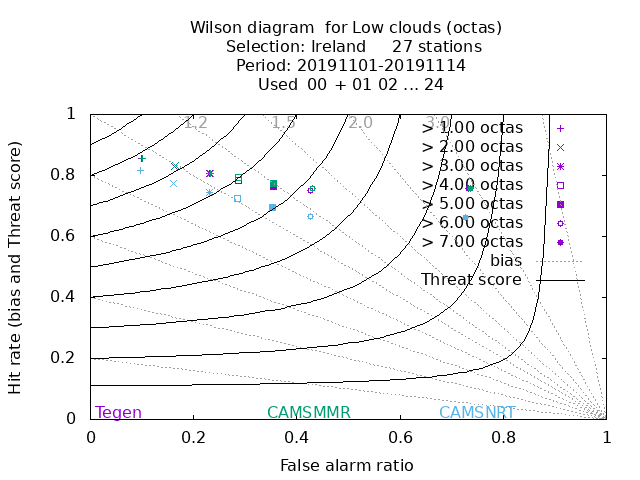 Wilson diagram  for Low clouds (octas)
Selection: Ireland     27 stations
Period: 20191101-20191114
Used  00  + 01 02 ... 24
Hit rate (bias and Threat score)
1
0.8
0.6
0.4
0.2
0
1.2 1.5 2.0 3.0
> 1.00 octas
> 2.00 octas
> 3.00 octas
> 4.00 octas
> 5.00 octas
> 6.00 octas
> 7.00 octas
bias
Threat score
Tegen CAMSMMR CAMSNRT
0 0.2 0.4 0.6 0.8 1
False alarm ratio